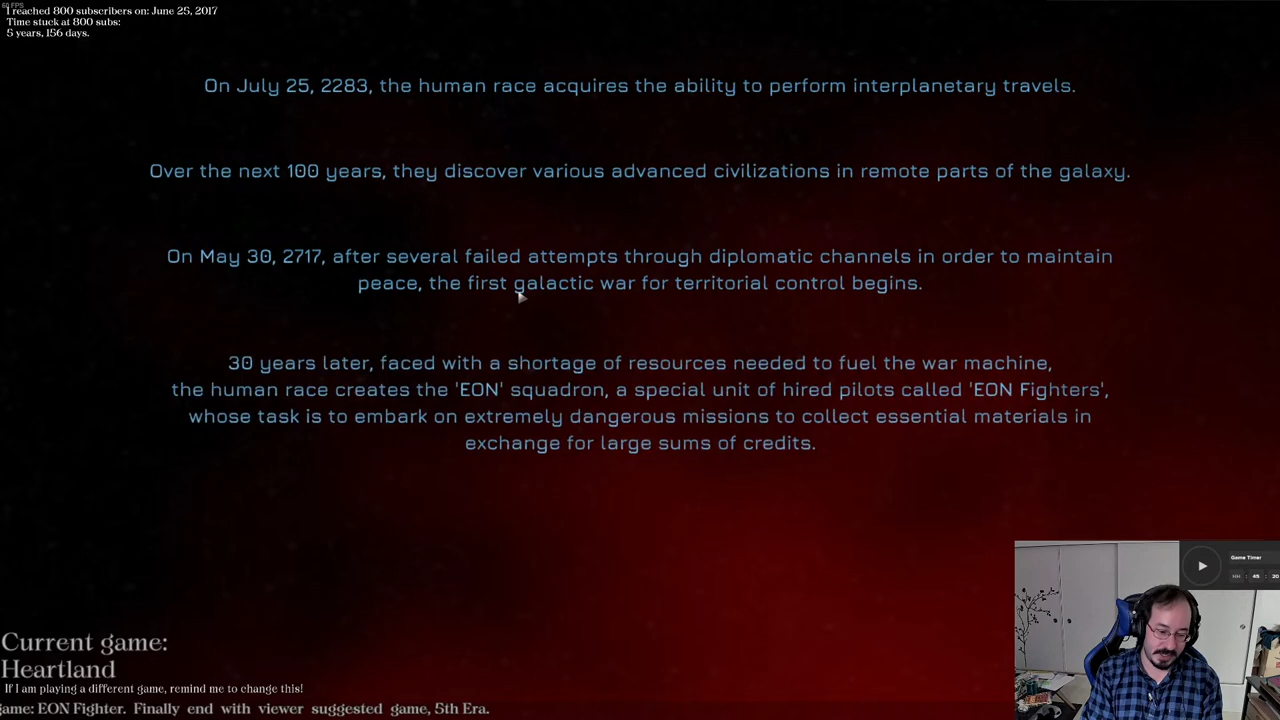 60 FPS
I reached 800 subscribers on: June 25, 2017
Time stuck at 800 subs:
5 years, 156 days.
On July 25, 2283, the human race acquires the ability to perform interplanetary travels.
Over the next 100 years, they discover various advanced civilizations in remote parts of the galaxy.
On May 30, 2717, after several failed attempts through diplomatic channels in order to maintain
peace, the first galactic war for territorial control begins.
30 years later, faced with a shortage of resources needed to fuel the war machine,
the human race creates the 'EON' squadron, a special unit of hired pilots called 'EON Fighters',
whose task is to embark on extremely dangerous missions to collect essential materials in
exchange for large sums of credits.
Game Timer
HH : 45 : 20
Current game:
Heartland
If I am playing a different game, remind me to change this!
game: EON Fighter. Finally end with viewer suggested game, 5th Era.